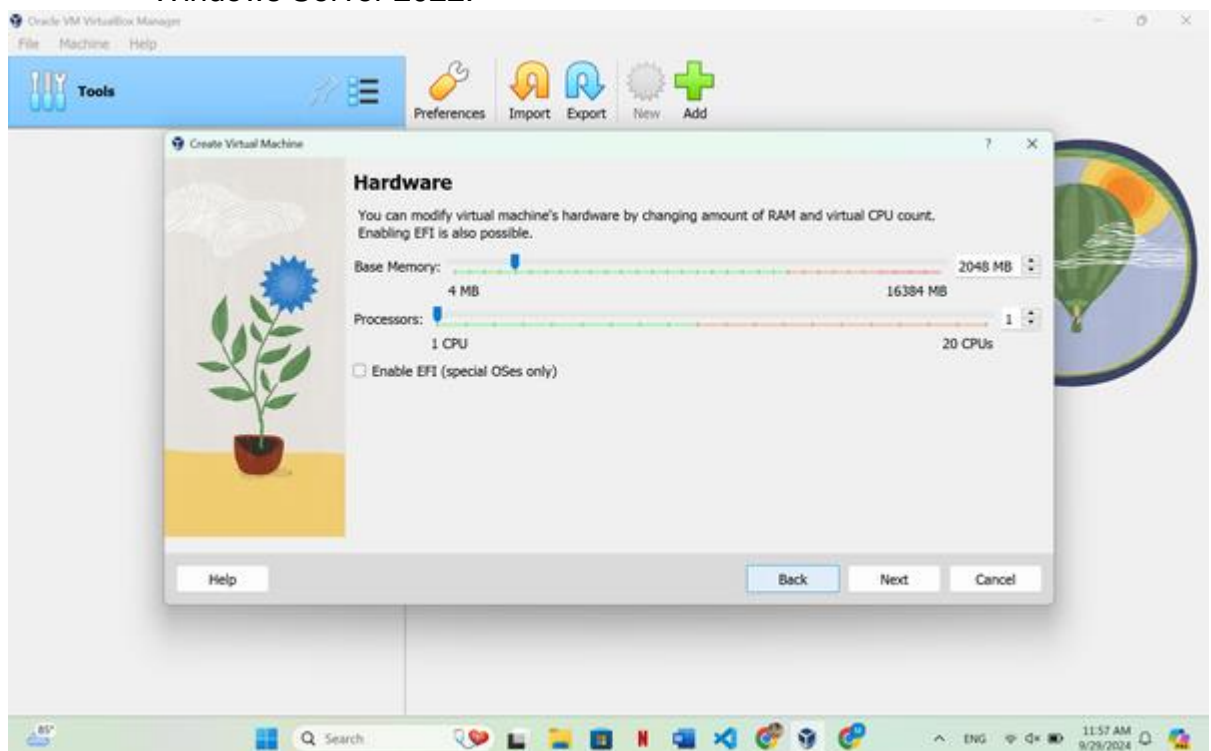 Windows Server 2022.
Oracle VM VirtualBox Manager
File Machine Help
Tools
Preferences Import Export New Add
Create Virtual Machine
? X
Hardware
You can modify virtual machine's hardware by changing amount of RAM and virtual CPU count.
Enabling EFI is also possible.
Base Memory: 2048 MB
4 MB 16384 MB
Processors: 1
1 CPU 20 CPUs
Enable EFI (special OSes only)
Help Back Next Cancel
85°
Search
N
ENG
11:57 AM
9/29/2024